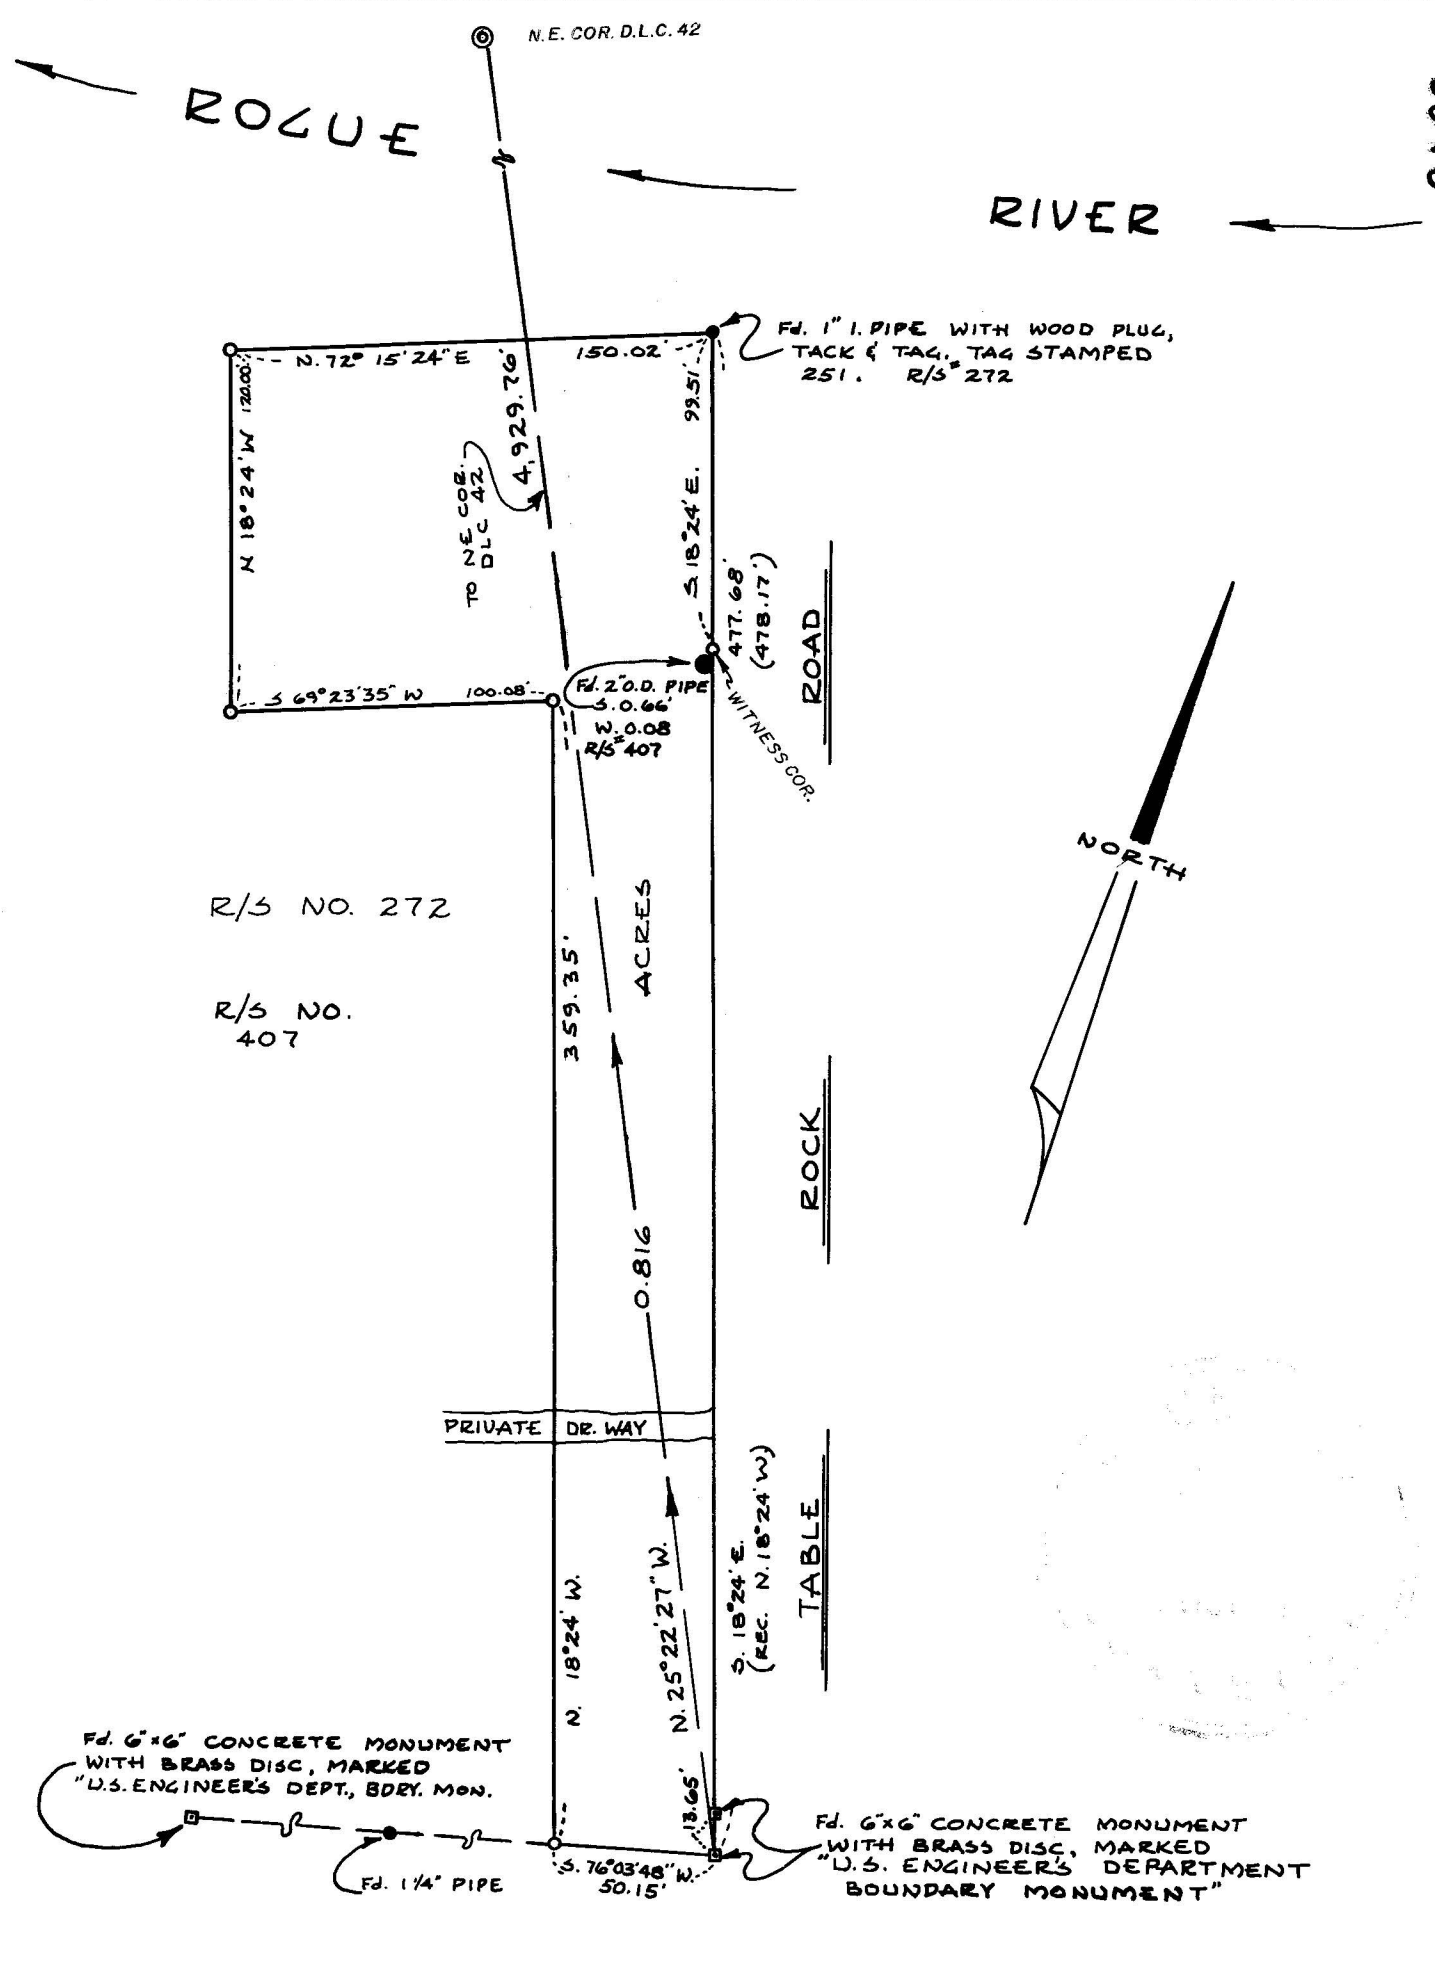 N.E. COR. D.L.C. 42
ROGUE
RIVER
Fd. 1" I. PIPE WITH WOOD PLUG,
TACK & TAG. TAG STAMPED
251. R/S# 272
N. 72° 15' 24" E
150.02'
N 18° 24' W 120.00'
4,929.76'
TO NE COR.
DLC 42
S. 18° 24' E. 99.51'
477.68'
(478.17')
ROAD
S 69° 23' 35" W
100.08'
Fd. 2" O.D. PIPE
S. 0.66'
W. 0.08
R/S# 407
WITNESS COR.
NORTH
R/S NO. 272
R/S NO.
407
359.35'
ACRES
0.816
ROCK
PRIVATE DR. WAY
TABLE
N. 18° 24' W.
N. 25° 22' 27" W.
S. 18° 24' E.
(REC. N. 18° 24' W)
13.65'
Fd. 6" x 6" CONCRETE MONUMENT
WITH BRASS DISC, MARKED
"U.S. ENGINEER'S DEPT., BDRY. MON.
Fd. 1 1/4" PIPE
S. 76° 03' 48" W.
50.15'
Fd. 6" x 6" CONCRETE MONUMENT
WITH BRASS DISC, MARKED
"U.S. ENGINEER'S DEPARTMENT
BOUNDARY MONUMENT"